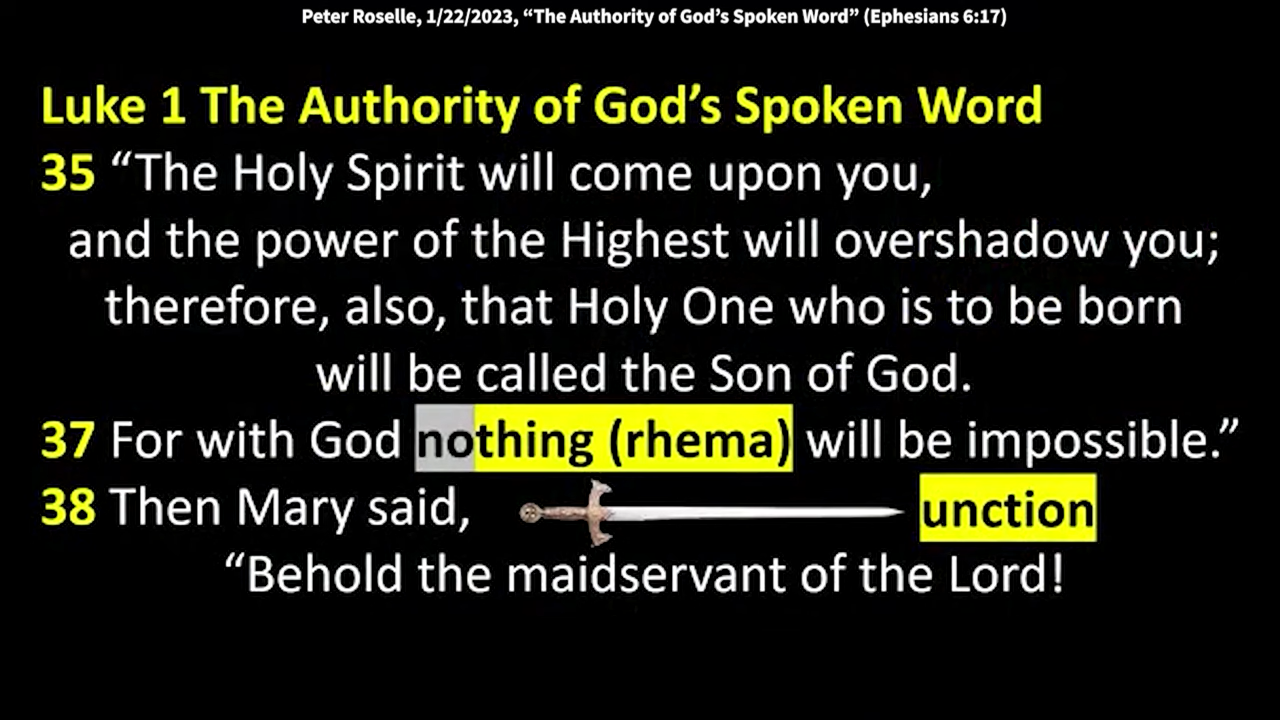 Peter Roselle, 1/22/2023, “The Authority of God’s Spoken Word” (Ephesians 6:17)
Luke 1 The Authority of God’s Spoken Word
35 “The Holy Spirit will come upon you,
and the power of the Highest will overshadow you;
therefore, also, that Holy One who is to be born
will be called the Son of God.
37 For with God nothing (rhema) will be impossible.”
38 Then Mary said, unction
“Behold the maidservant of the Lord!